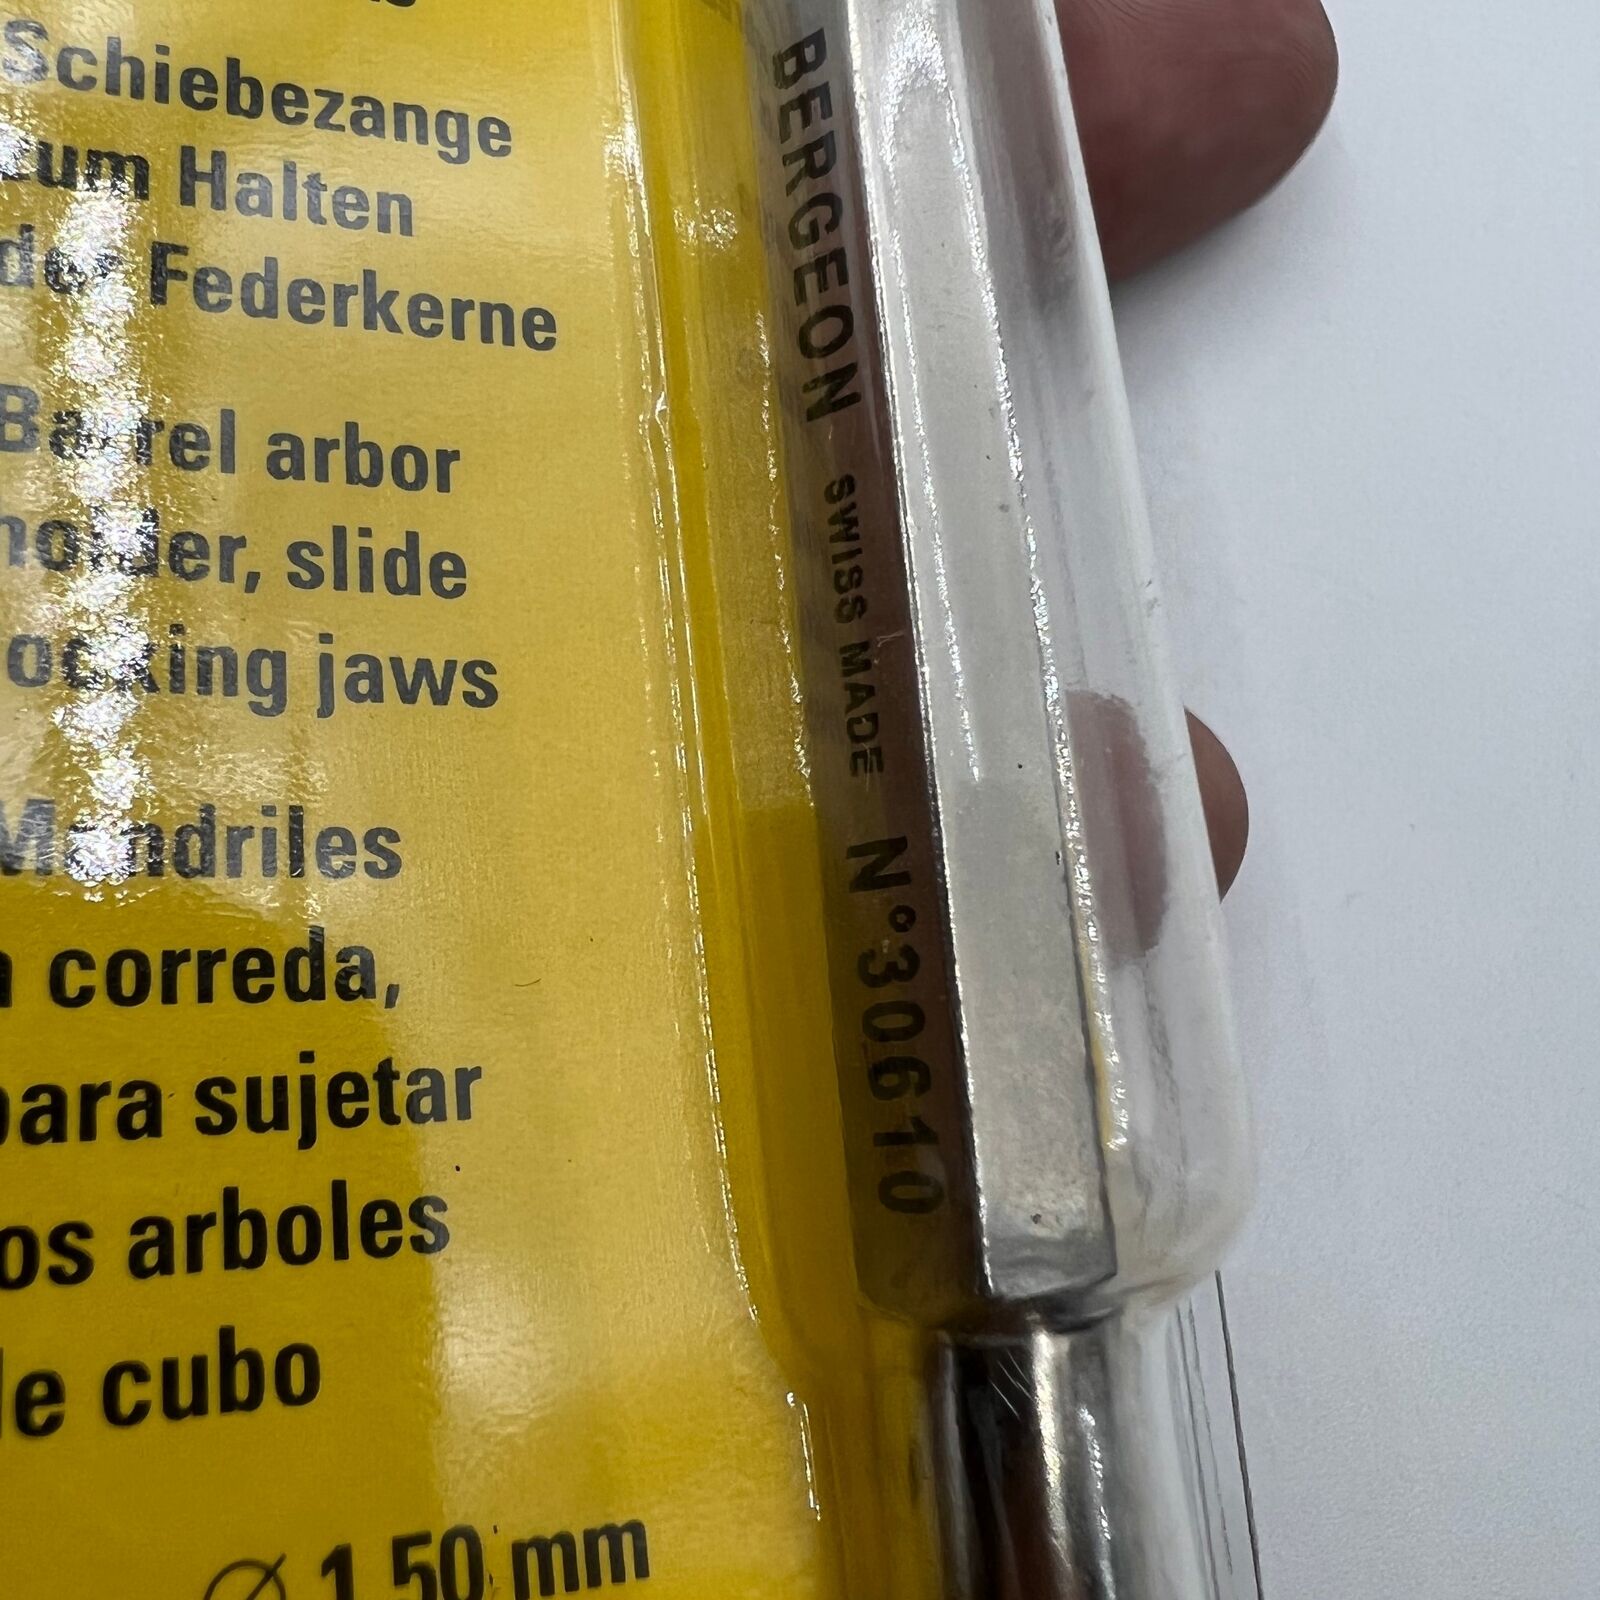 Schiebezange
zum Halten
der Federkerne
Barrel arbor
holder, slide
locking jaws
Mandriles
a correda,
para sujetar
los arboles
de cubo
Ø 1,50 mm
BERGEON SWISS MADE N°30610